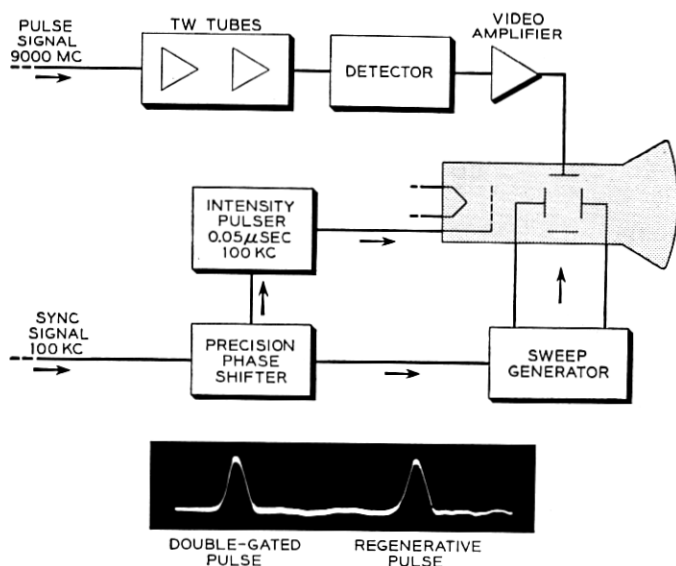 PULSE
SIGNAL
9000 MC
TW TUBES
DETECTOR
VIDEO
AMPLIFIER
INTENSITY
PULSER
0.05μSEC
100 KC
SYNC
SIGNAL
100 KC
PRECISION
PHASE
SHIFTER
SWEEP
GENERATOR
DOUBLE-GATED
PULSE
REGENERATIVE
PULSE